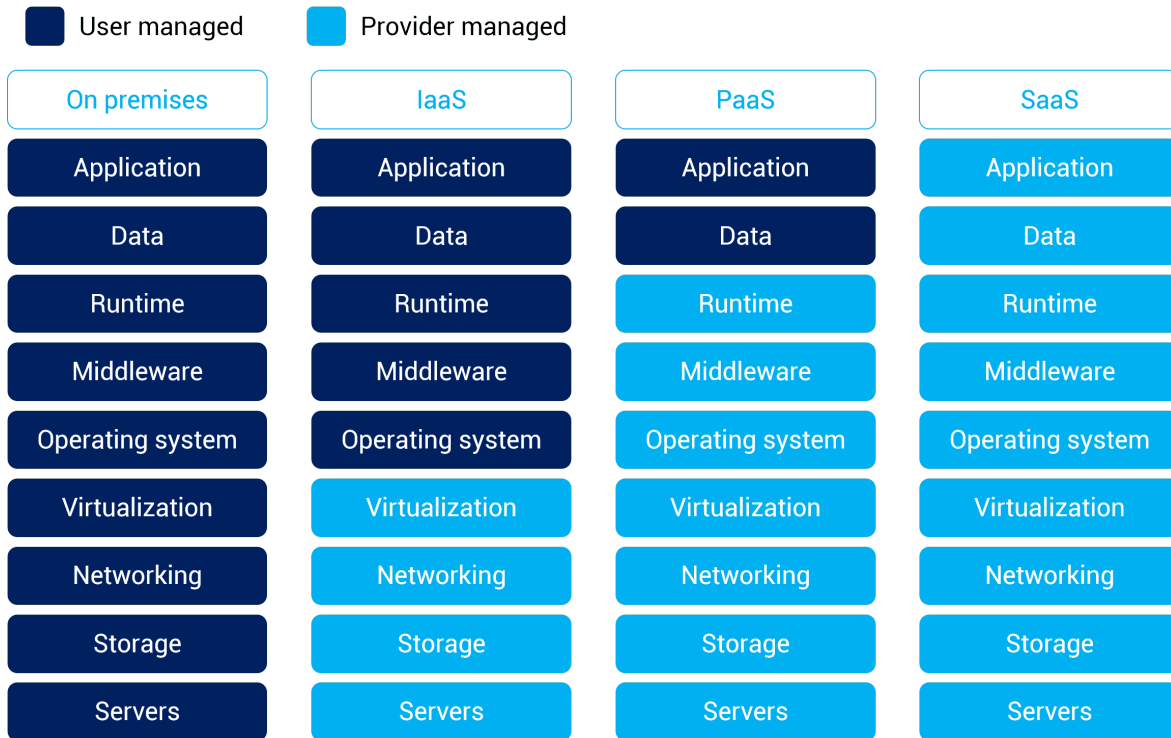 User managed
Provider managed
On premises
IaaS
PaaS
SaaS
Application
Application
Application
Application
Data
Data
Data
Data
Runtime
Runtime
Runtime
Runtime
Middleware
Middleware
Middleware
Middleware
Operating system
Operating system
Operating system
Operating system
Virtualization
Virtualization
Virtualization
Virtualization
Networking
Networking
Networking
Networking
Storage
Storage
Storage
Storage
Servers
Servers
Servers
Servers